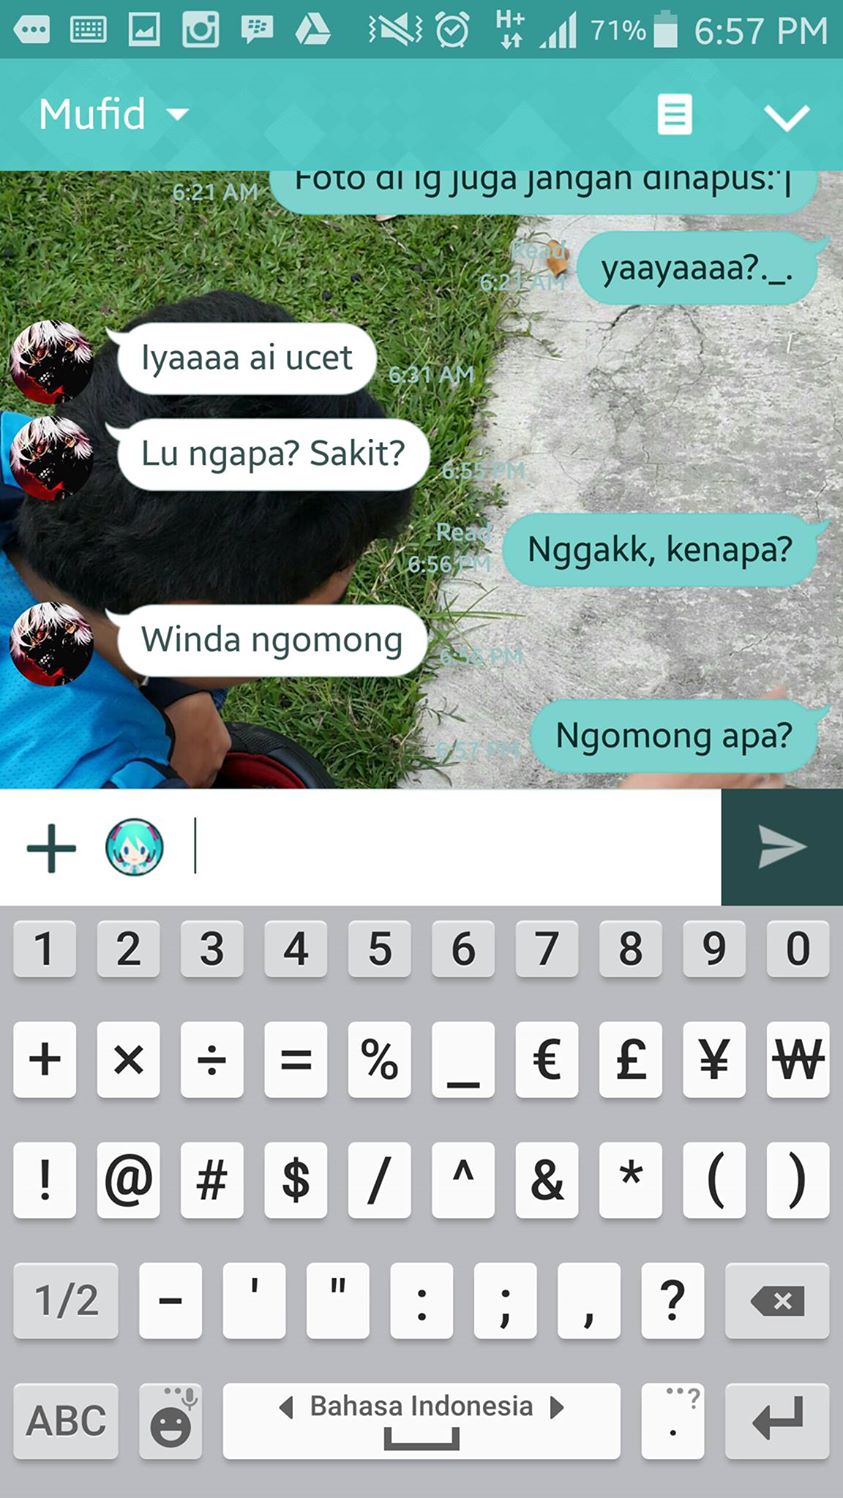 H+ 71% 6:57 PM
Mufid
Foto di ig juga jangan dihapus:'|
6:21 AM
yaayaaaa?._.
Read
6:21 AM
Iyaaaa ai ucet
6:31 AM
Lu ngapa? Sakit?
6:55 PM
Nggakk, kenapa?
Read
6:56 PM
Winda ngomong
6:56 PM
Ngomong apa?
6:57 PM
1 2 3 4 5 6 7 8 9 0
+ × ÷ = % _ € £ ¥ ₩
! @ # $ / ^ & * ( )
1/2 - ' " : ; , ?
ABC Bahasa Indonesia . ?